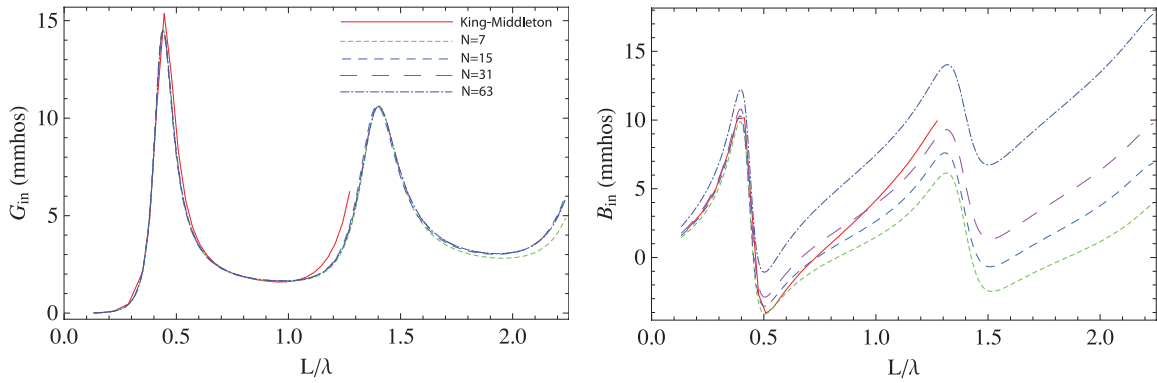 15
10
5
0
G_in (mmhos)
0.0 0.5 1.0 1.5 2.0
L/λ
King-Middleton
N=7
N=15
N=31
N=63
15
10
5
0
B_in (mmhos)
0.0 0.5 1.0 1.5 2.0
L/λ